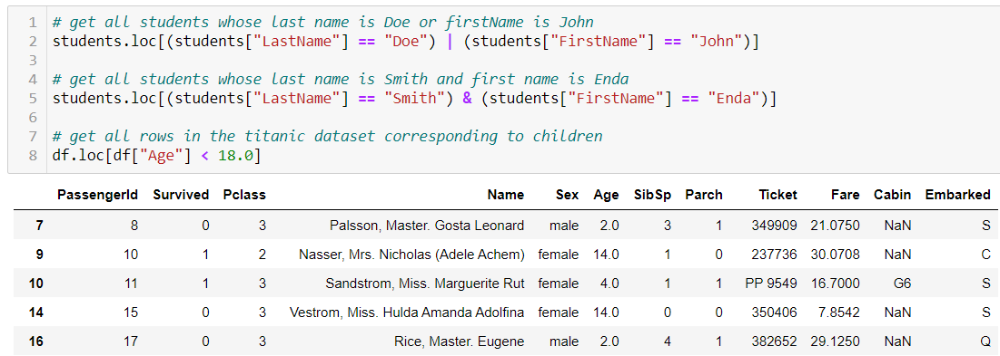 1 # get all students whose last name is Doe or firstName is John
2 students.loc[(students["LastName"] == "Doe") | (students["FirstName"] == "John")]
3
4 # get all students whose last name is Smith and first name is Enda
5 students.loc[(students["LastName"] == "Smith") & (students["FirstName"] == "Enda")]
6
7 # get all rows in the titanic dataset corresponding to children
8 df.loc[df["Age"] < 18.0]
PassengerId Survived Pclass Name Sex Age SibSp Parch Ticket Fare Cabin Embarked
7 8 0 3 Palsson, Master. Gosta Leonard male 2.0 3 1 349909 21.0750 NaN S
9 10 1 2 Nasser, Mrs. Nicholas (Adele Achem) female 14.0 1 0 237736 30.0708 NaN C
10 11 1 3 Sandstrom, Miss. Marguerite Rut female 4.0 1 1 PP 9549 16.7000 G6 S
14 15 0 3 Vestrom, Miss. Hulda Amanda Adolfina female 14.0 0 0 350406 7.8542 NaN S
16 17 0 3 Rice, Master. Eugene male 2.0 4 1 382652 29.1250 NaN Q